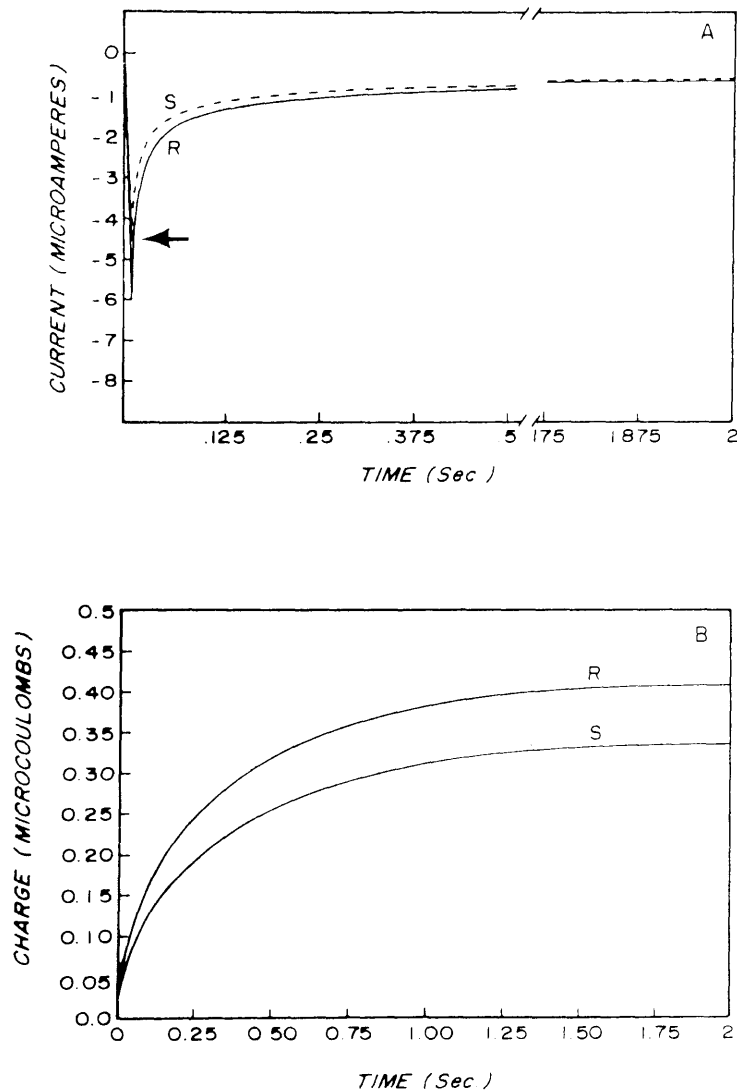 A
0
-1
-2
-3
-4
-5
-6
-7
-8
CURRENT (MICROAMPERES)
S
R
.125 .25 .375 .5 175 1875 2
TIME (Sec)
B
0.5
0.45
0.40
0.35
0.30
0.25
0.20
0.15
0.10
0.05
0.0
CHARGE (MICROCOULOMBS)
R
S
0 0.25 0.50 0.75 1.00 1.25 1.50 1.75 2
TIME (Sec.)